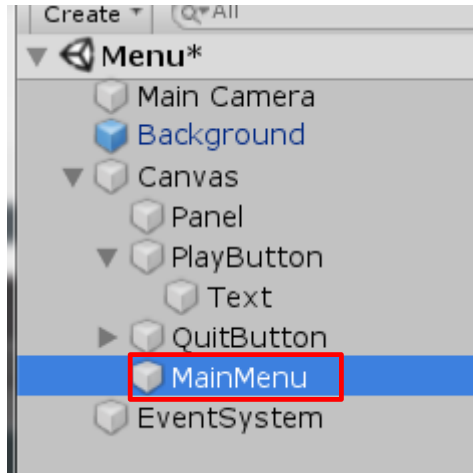 Create All
Menu*
Main Camera
Background
Canvas
Panel
PlayButton
Text
QuitButton
MainMenu
EventSystem